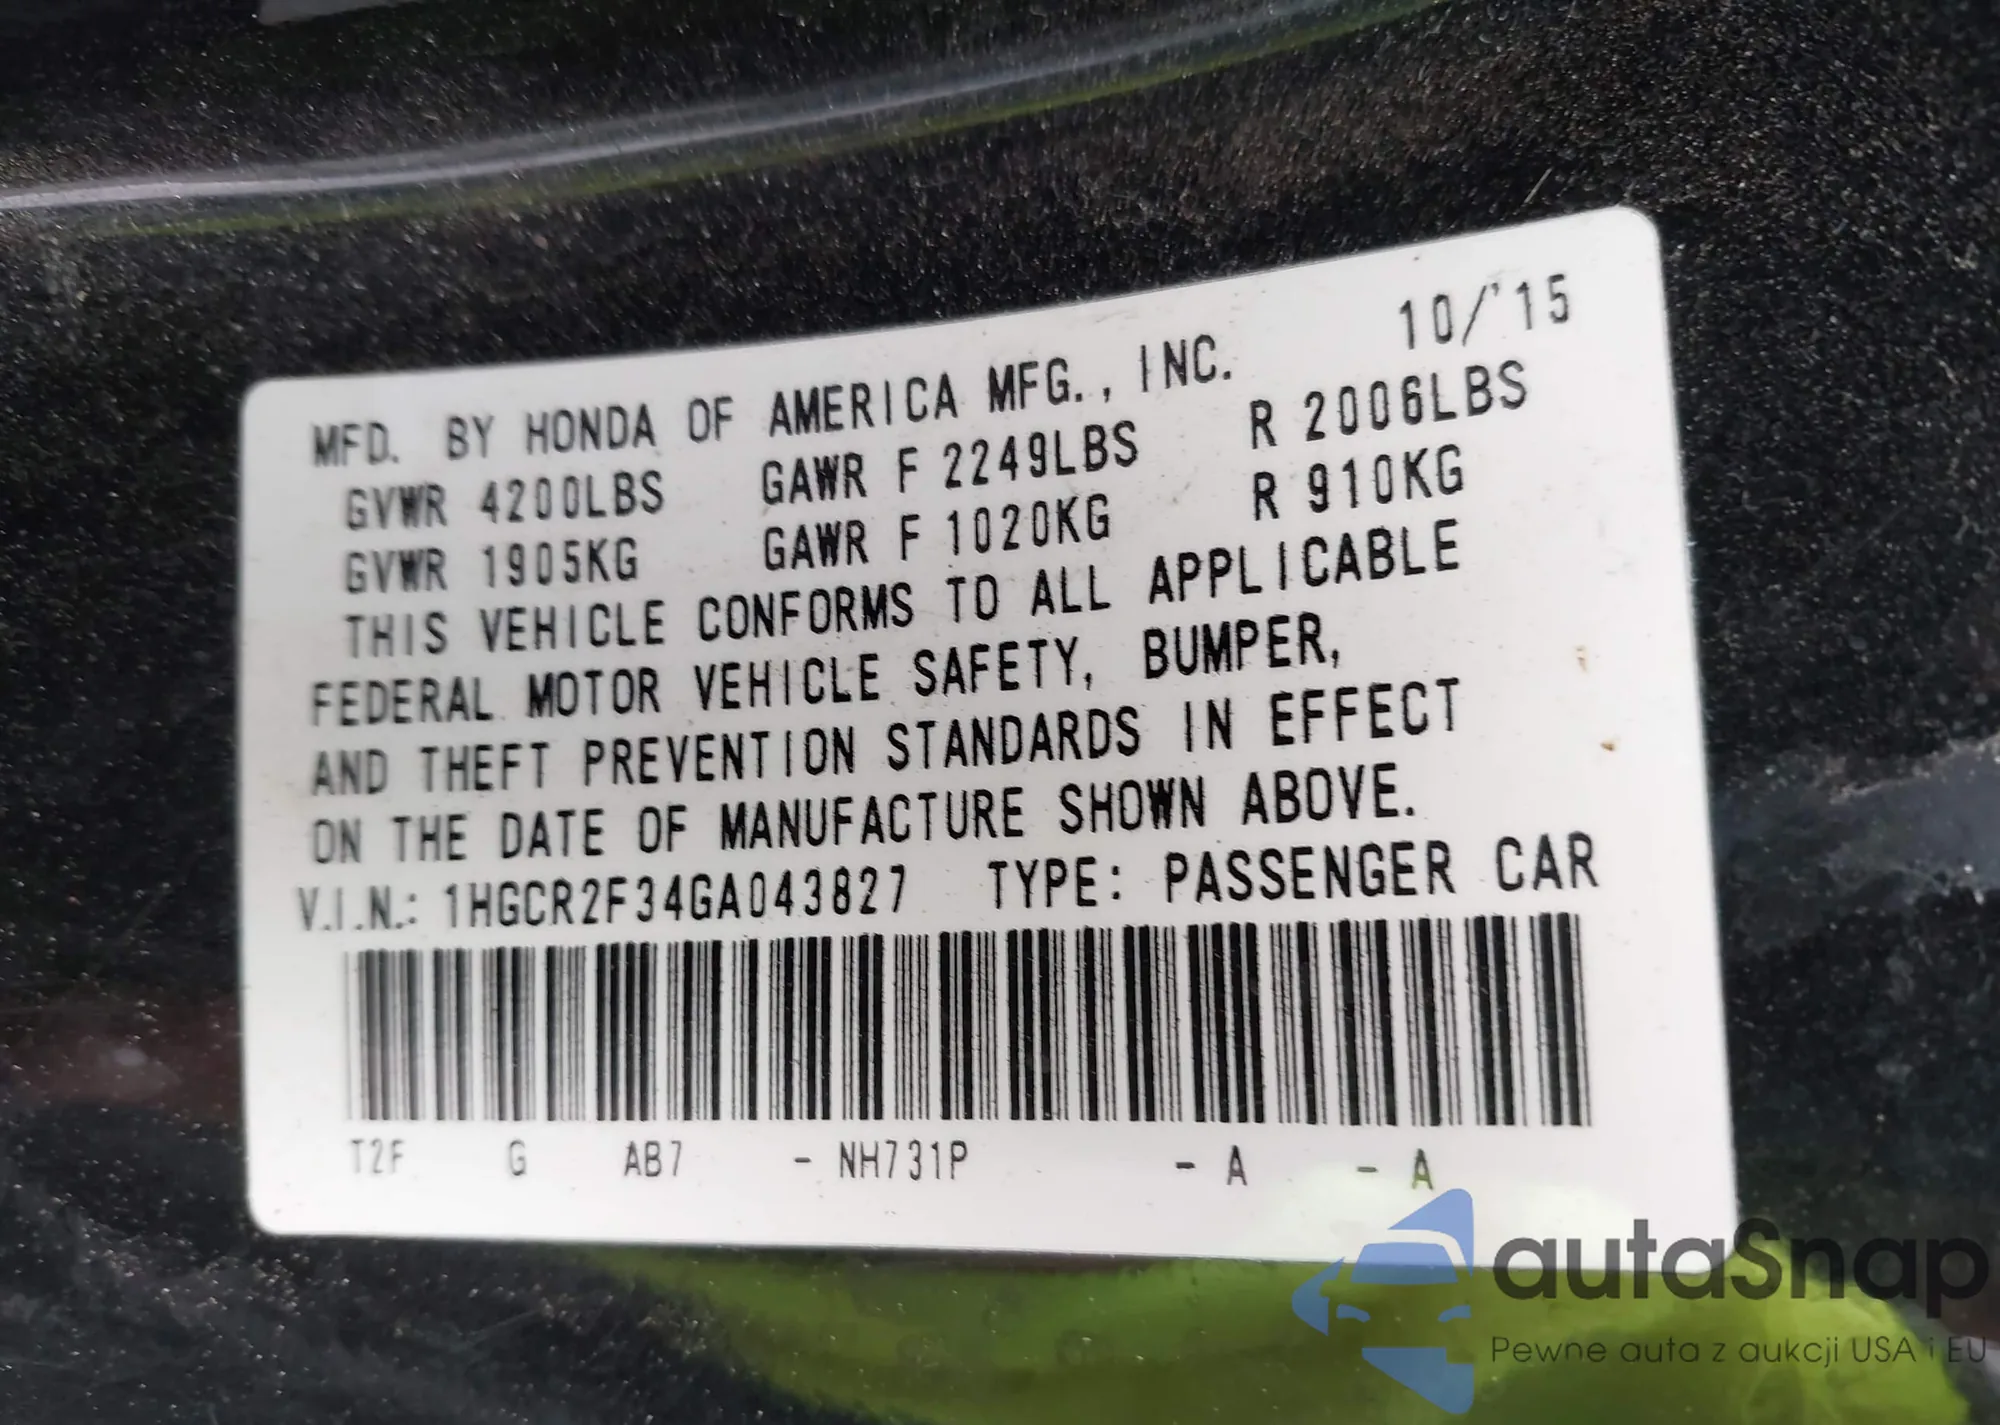 10/'15
MFD. BY HONDA OF AMERICA MFG., INC.
GVWR 4200LBS GAWR F 2249LBS R 2006LBS
GVWR 1905KG GAWR F 1020KG R 910KG
THIS VEHICLE CONFORMS TO ALL APPLICABLE
FEDERAL MOTOR VEHICLE SAFETY, BUMPER,
AND THEFT PREVENTION STANDARDS IN EFFECT
ON THE DATE OF MANUFACTURE SHOWN ABOVE.
V.I.N.: 1HGCR2F34GA043827 TYPE: PASSENGER CAR
T2F G AB7 - NH731P - A - A
autaSnap
Pewne auta z aukcji USA i EU